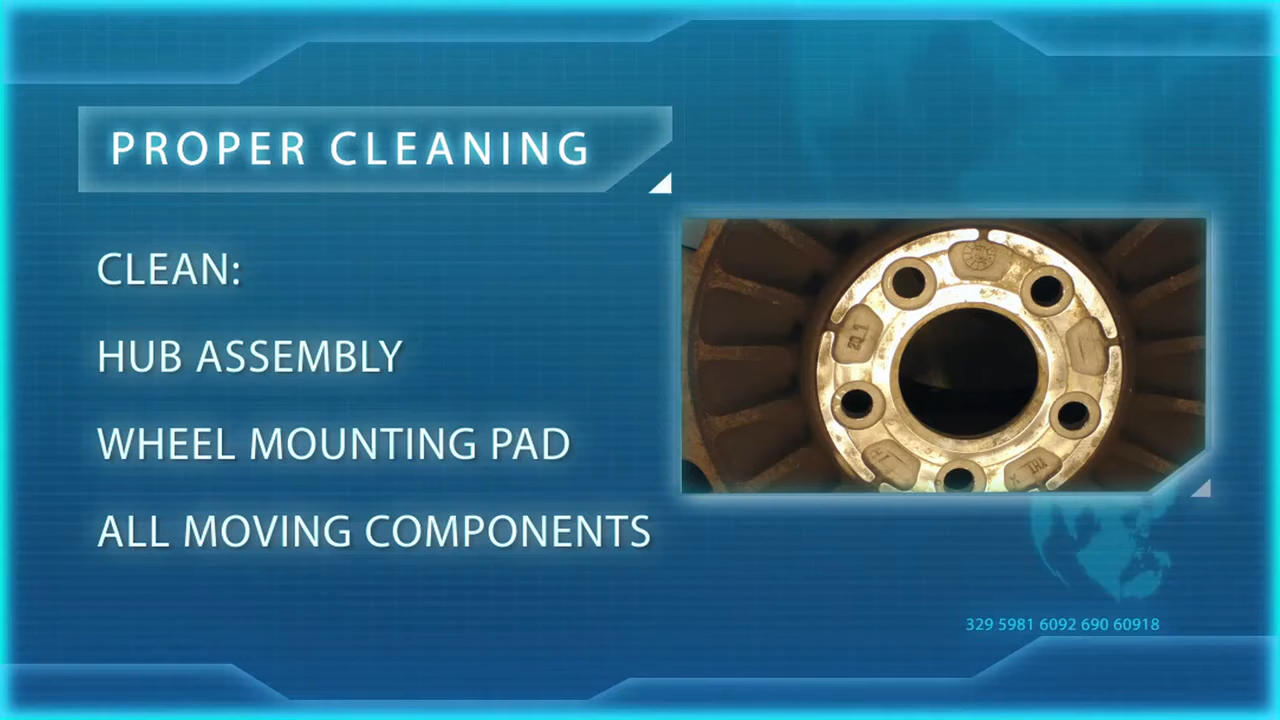 PROPER CLEANING
CLEAN:
HUB ASSEMBLY
WHEEL MOUNTING PAD
ALL MOVING COMPONENTS
329 5981 6092 690 60918